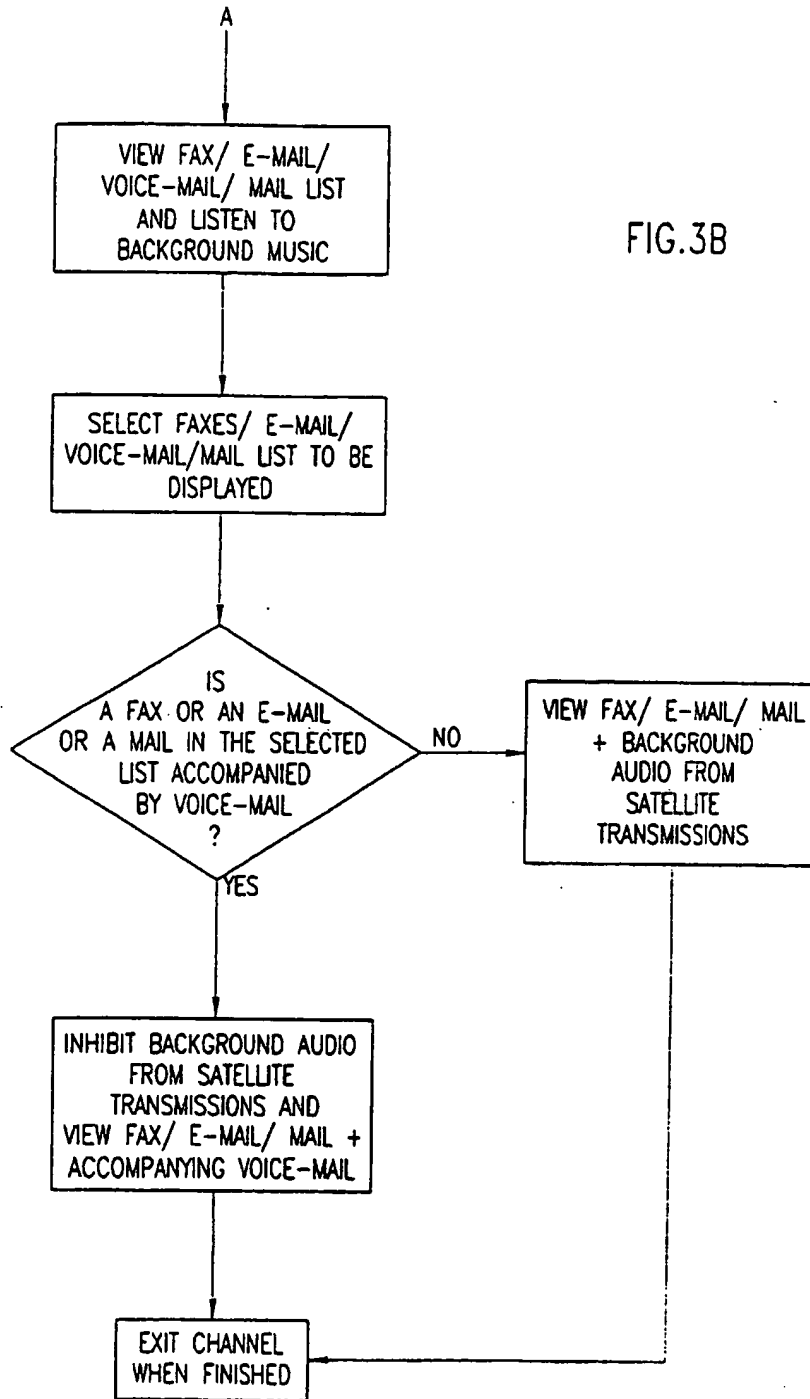 A
VIEW FAX/ E-MAIL/
VOICE-MAIL/ MAIL LIST
AND LISTEN TO
BACKGROUND MUSIC
FIG.3B
SELECT FAXES/ E-MAIL/
VOICE-MAIL/MAIL LIST TO BE
DISPLAYED
IS
A FAX OR AN E-MAIL
OR A MAIL IN THE SELECTED
LIST ACCOMPANIED
BY VOICE-MAIL
?
NO
VIEW FAX/ E-MAIL/ MAIL
+ BACKGROUND
AUDIO FROM
SATELLITE
TRANSMISSIONS
YES
INHIBIT BACKGROUND AUDIO
FROM SATELLITE
TRANSMISSIONS AND
VIEW FAX/ E-MAIL/ MAIL +
ACCOMPANYING VOICE-MAIL
EXIT CHANNEL
WHEN FINISHED